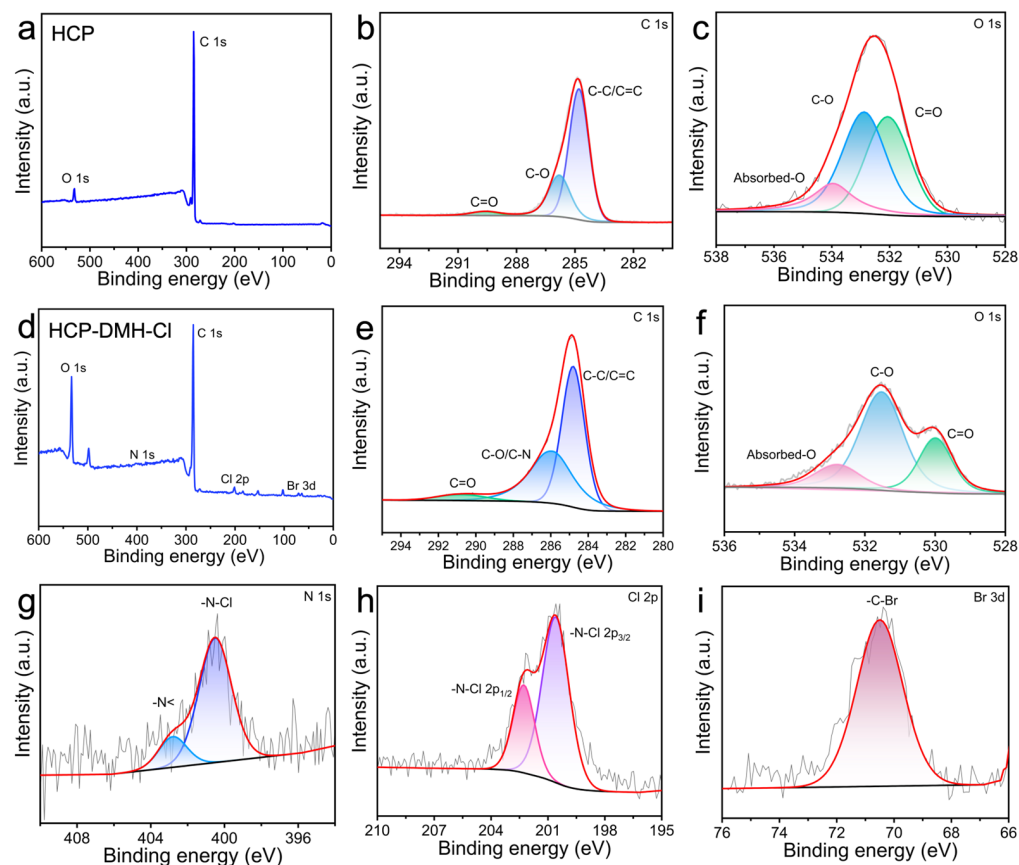 a
HCP
C 1s
O 1s
Intensity (a.u.)
600 500 400 300 200 100 0
Binding energy (eV)
b
C 1s
C-C/C=C
C-O
C=O
Intensity (a.u.)
294 291 288 285 282
Binding energy (eV)
c
O 1s
C-O
C=O
Absorbed-O
Intensity (a.u.)
538 536 534 532 530 528
Binding energy (eV)
d
HCP-DMH-Cl
C 1s
O 1s
N 1s
Cl 2p
Br 3d
Intensity (a.u.)
600 500 400 300 200 100 0
Binding energy (eV)
e
C 1s
C-C/C=C
C-O/C-N
C=O
Intensity (a.u.)
294 292 290 288 286 284 282 280
Binding energy (eV)
f
O 1s
C-O
C=O
Absorbed-O
Intensity (a.u.)
536 534 532 530 528
Binding energy (eV)
g
N 1s
-N-Cl
-N<
Intensity (a.u.)
408 404 400 396
Binding energy (eV)
h
Cl 2p
-N-Cl 2p3/2
-N-Cl 2p1/2
Intensity (a.u.)
210 207 204 201 198 195
Binding energy (eV)
i
Br 3d
-C-Br
Intensity (a.u.)
76 74 72 70 68 66
Binding energy (eV)